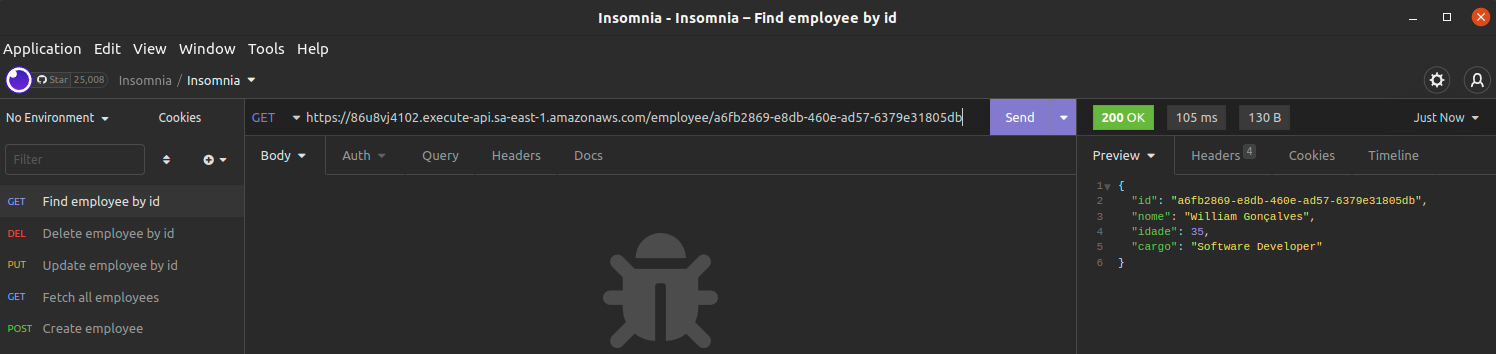 Insomnia - Insomnia – Find employee by id
Application Edit View Window Tools Help
Star 25,008 Insomnia / Insomnia
No Environment Cookies
GET https://86u8vj4102.execute-api.sa-east-1.amazonaws.com/employee/a6fb2869-e8db-460e-ad57-6379e31805db Send
200 OK 105 ms 130 B Just Now
Filter
Body Auth Query Headers Docs
Preview Headers 4 Cookies Timeline
GET Find employee by id
DEL Delete employee by id
PUT Update employee by id
GET Fetch all employees
POST Create employee
1 {
2 "id": "a6fb2869-e8db-460e-ad57-6379e31805db",
3 "nome": "William Gonçalves",
4 "idade": 35,
5 "cargo": "Software Developer"
6 }